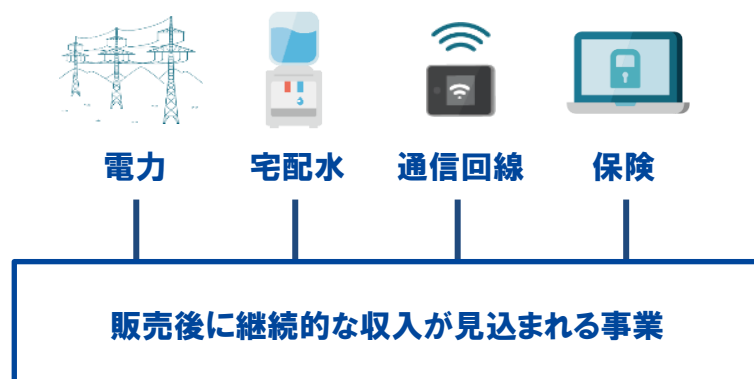 電力
宅配水
通信回線
保険
販売後に継続的な収入が見込まれる事業